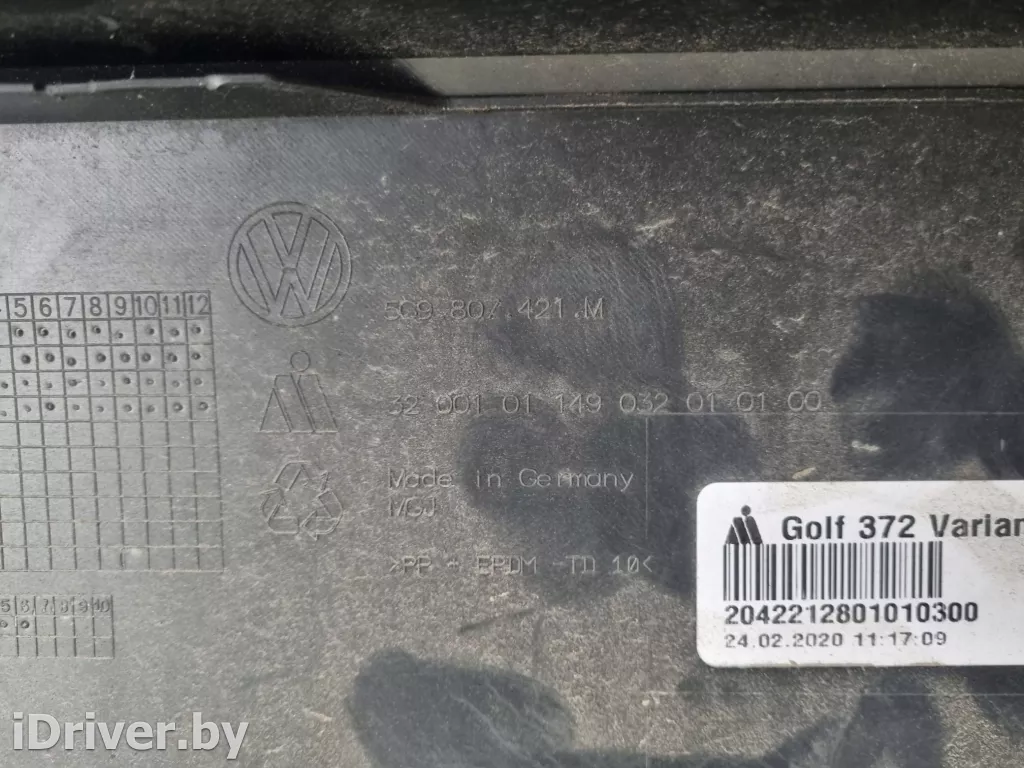 5 6 7 8 9 10 11 12
5G9.807.421.M
32 001 01 149 032 01 01 00
Made in Germany
MGJ
>PP - EPDM -TD 10<
5 6 7 8 9 10
Golf 372 Varian
2042212801010300
24.02.2020 11:17:09
iDriver.by